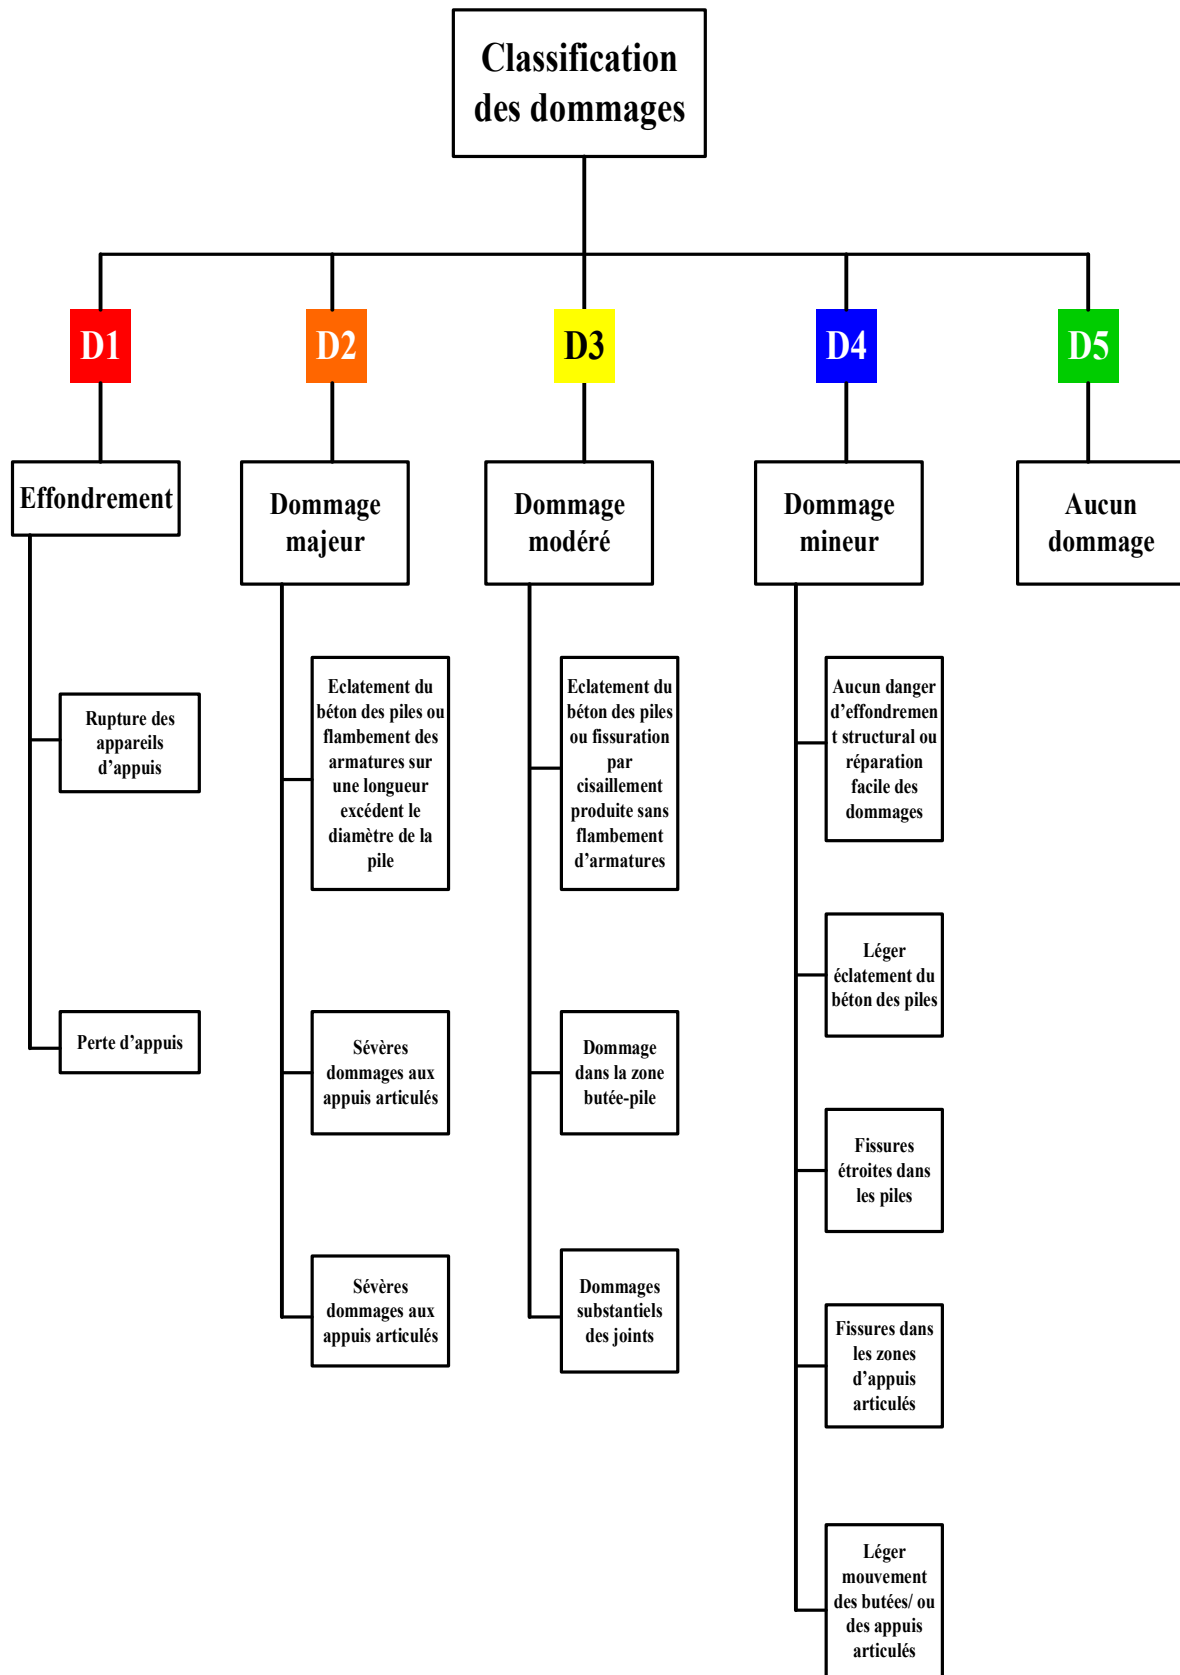 Classification
des dommages
D1
D2
D3
D4
D5
Effondrement
Dommage
majeur
Dommage
modéré
Dommage
mineur
Aucun
dommage
Rupture des
appareils
d’appuis
Perte d’appuis
Eclatement du
béton des piles ou
flambement des
armatures sur
une longueur
excédent le
diamètre de la
pile
Sévères
dommages aux
appuis articulés
Sévères
dommages aux
appuis articulés
Eclatement du
béton des piles
ou fissuration
par
cisaillement
produite sans
flambement
d’armatures
Dommage
dans la zone
butée-pile
Dommages
substantiels
des joints
Aucun danger
d’effondremen
t structural ou
réparation
facile des
dommages
Léger
éclatement du
béton des piles
Fissures
étroites dans
les piles
Fissures dans
les zones
d’appuis
articulés
Léger
mouvement
des butées/ ou
des appuis
articulés